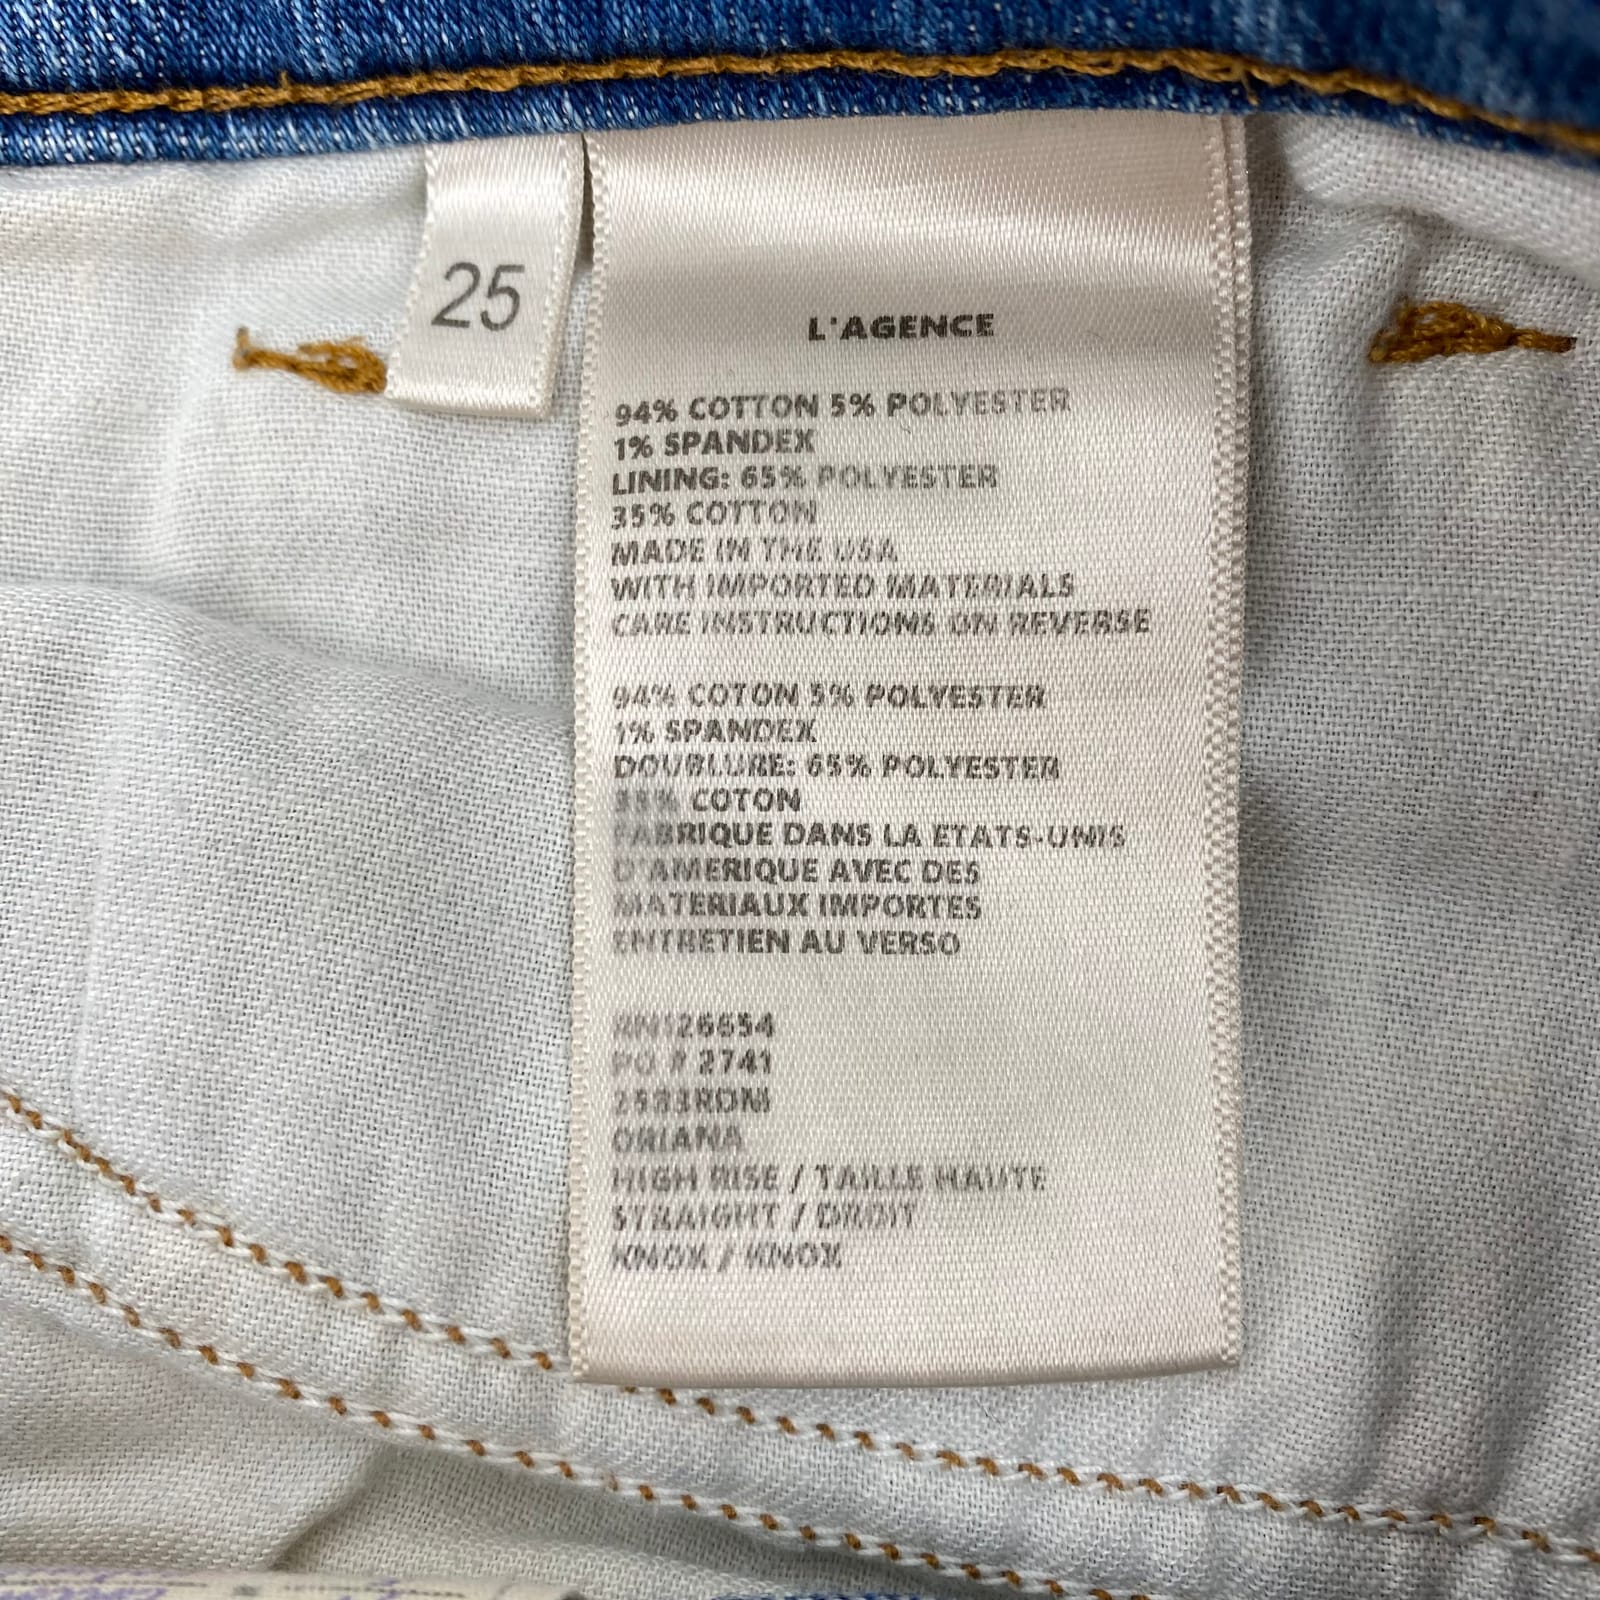 25
L'AGENCE
94% COTTON 5% POLYESTER
1% SPANDEX
LINING: 65% POLYESTER
35% COTTON
MADE IN THE USA
WITH IMPORTED MATERIALS
CARE INSTRUCTIONS ON REVERSE
94% COTON 5% POLYESTER
1% SPANDEX
DOUBLURE: 65% POLYESTER
35% COTON
FABRIQUE DANS LA ETATS-UNIS
D'AMERIQUE AVEC DES
MATERIAUX IMPORTES
ENTRETIEN AU VERSO
RN126654
PO # 2741
2583RDM
ORIANA
HIGH RISE / TAILLE HAUTE
STRAIGHT / DROIT
KNOX / KNOX